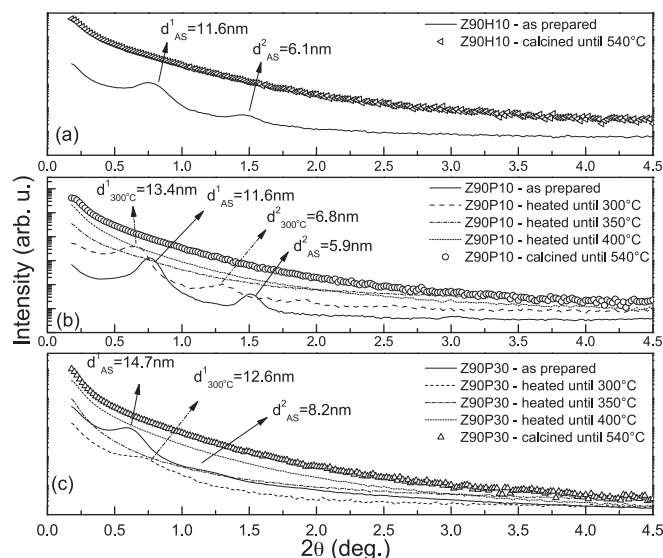 d¹AS=11.6nm
d²AS=6.1nm
Z90H10 - as prepared
Z90H10 - calcined until 540°C
(a)
0.0 0.5 1.0 1.5 2.0 2.5 3.0 3.5 4.0 4.5
d¹300°C=13.4nm
d¹AS=11.6nm
d²300°C=6.8nm
d²AS=5.9nm
Z90P10 - as prepared
Z90P10 - heated until 300°C
Z90P10 - heated until 350°C
Z90P10 - heated until 400°C
Z90P10 - calcined until 540°C
(b)
Intensity (arb. u.)
0.0 0.5 1.0 1.5 2.0 2.5 3.0 3.5 4.0 4.5
d¹AS=14.7nm
d¹300°C=12.6nm
d²AS=8.2nm
Z90P30 - as prepared
Z90P30 - heated until 300°C
Z90P30 - heated until 350°C
Z90P30 - heated until 400°C
Z90P30 - calcined until 540°C
(c)
0.0 0.5 1.0 1.5 2.0 2.5 3.0 3.5 4.0 4.5
2θ (deg.)